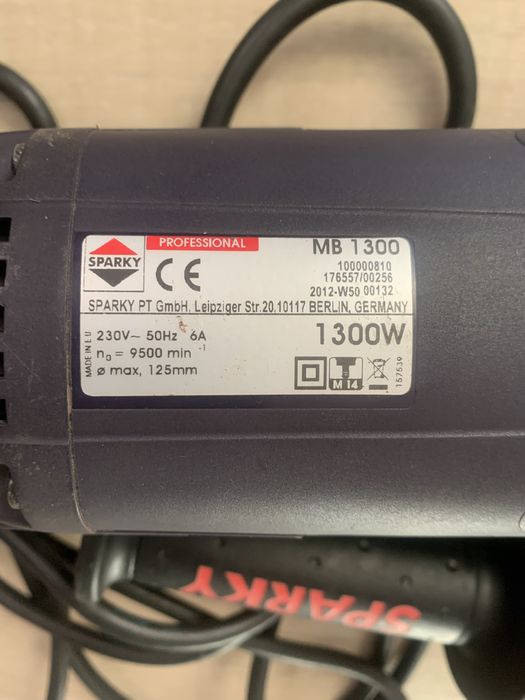 SPARKY
PROFESSIONAL
MB 1300
CE
100000810
176557/00256
2012-W50 00132
SPARKY PT GmbH, Leipziger Str.20,10117 BERLIN, GERMANY
MADE IN EU
230V~ 50Hz 6A
1300W
n₀ = 9500 min⁻¹
ø max, 125mm
M 14
157539
SPARKY